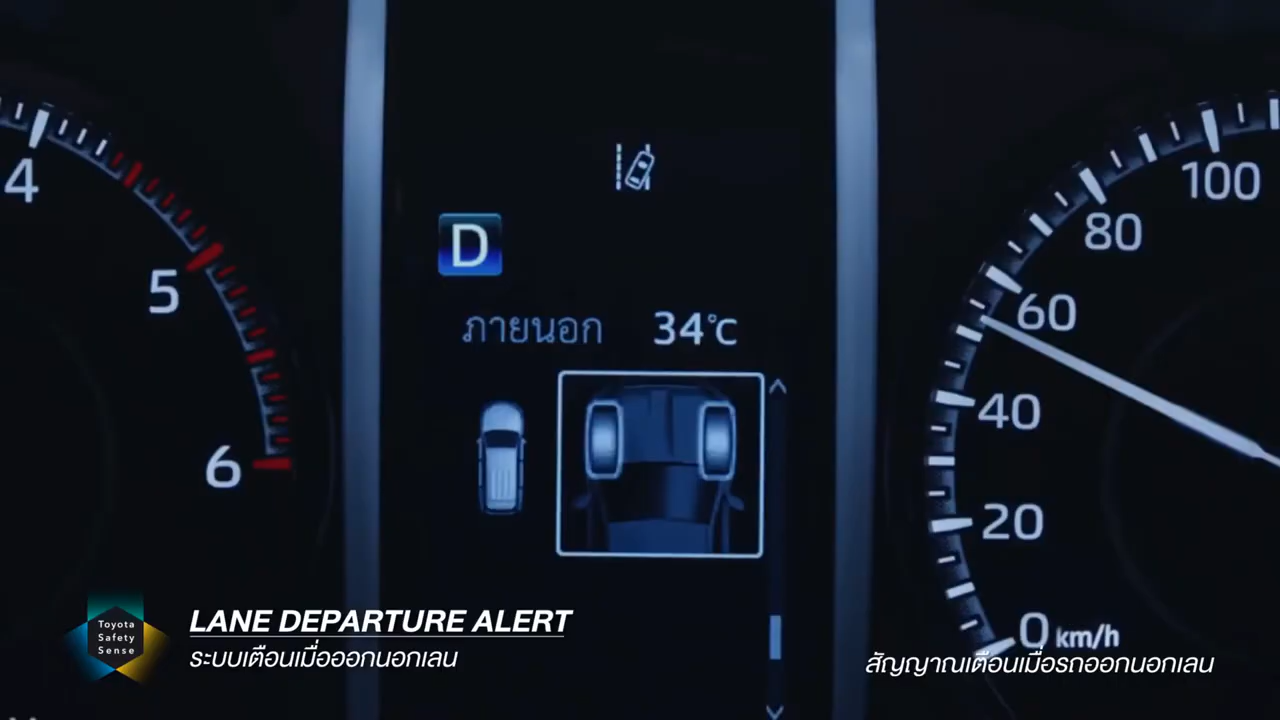 4
5
6
D
ภายนอก 34°C
100
80
60
40
20
0 km/h
Toyota
Safety
Sense
LANE DEPARTURE ALERT
ระบบเตือนเมื่อออกนอกเลน
สัญญาณเตือนเมื่อรถออกนอกเลน